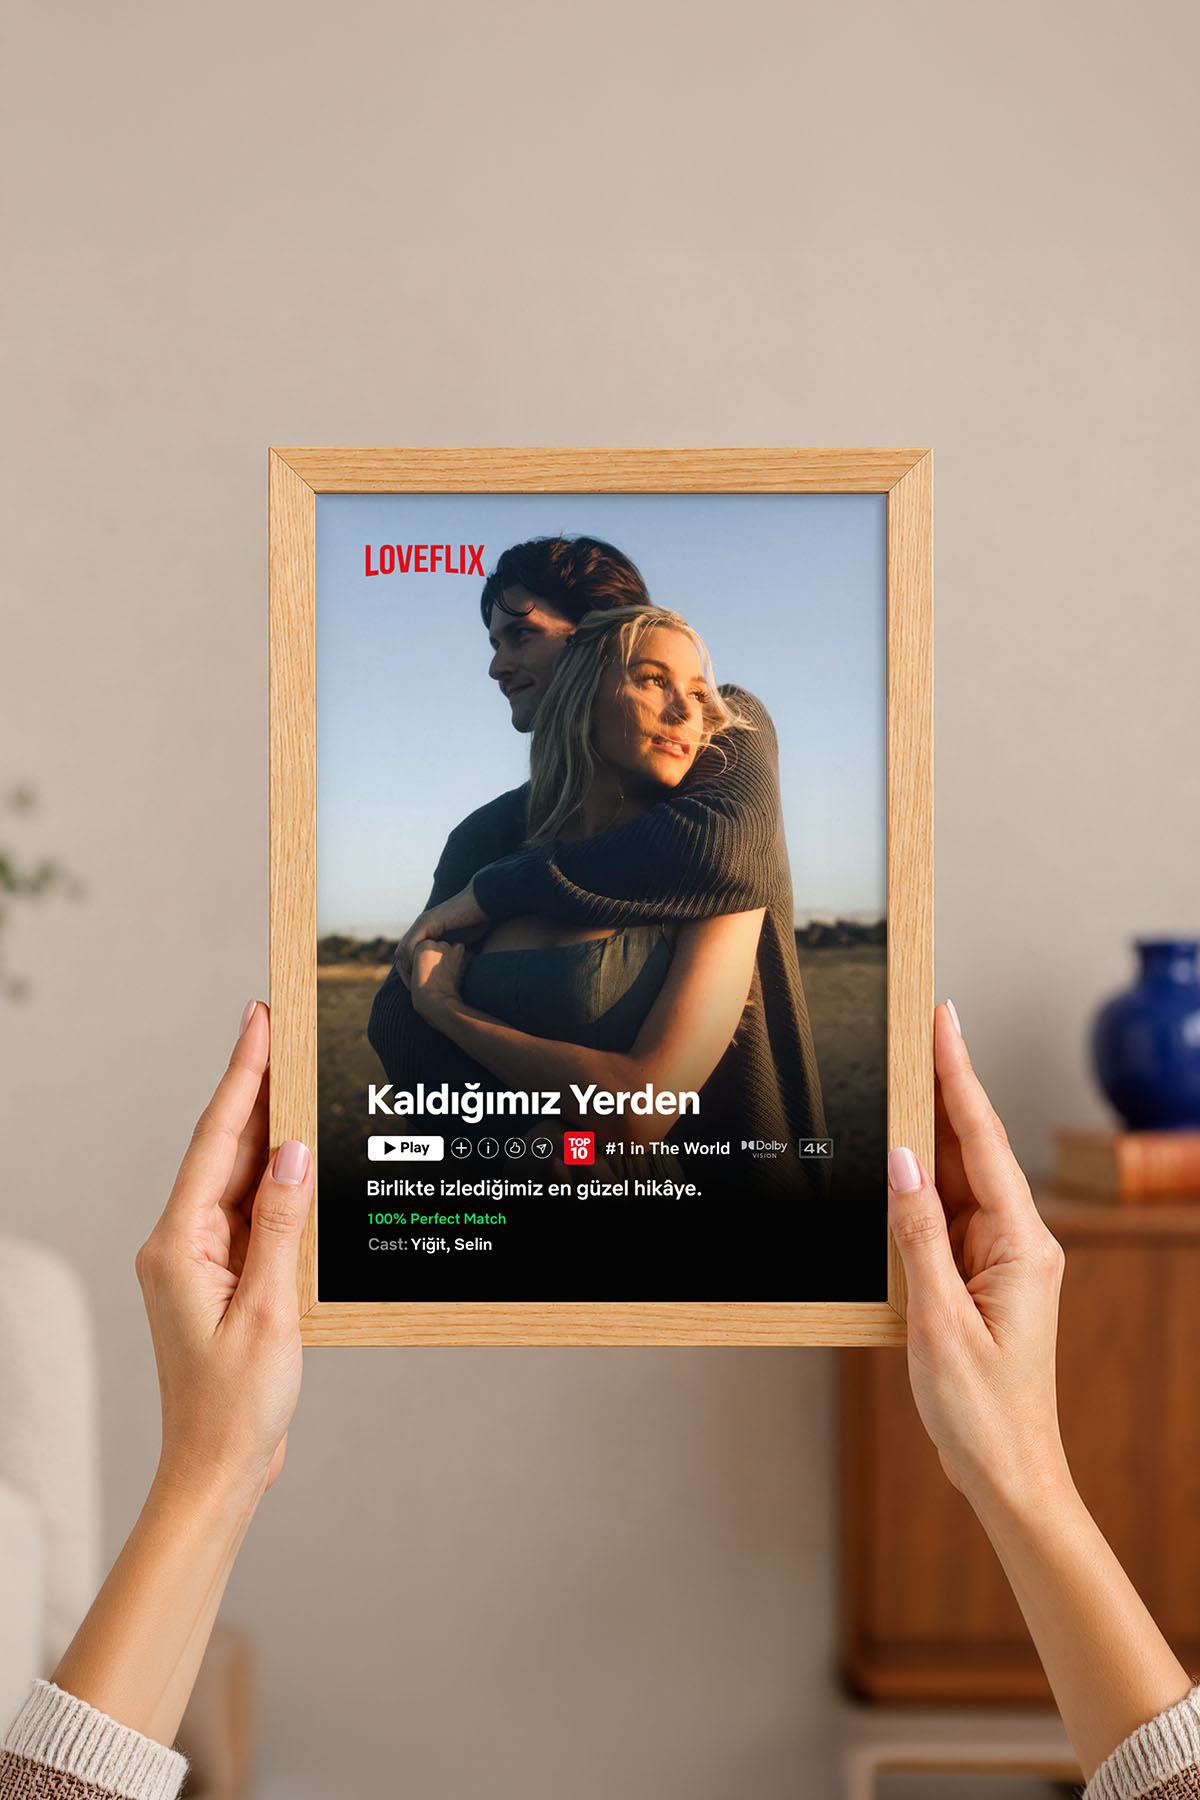 LOVEFLIX
Kaldığımız Yerden
Play TOP 10 #1 in The World Dolby VISION 4K
Birlikte izlediğimiz en güzel hikâye.
100% Perfect Match
Cast: Yiğit, Selin